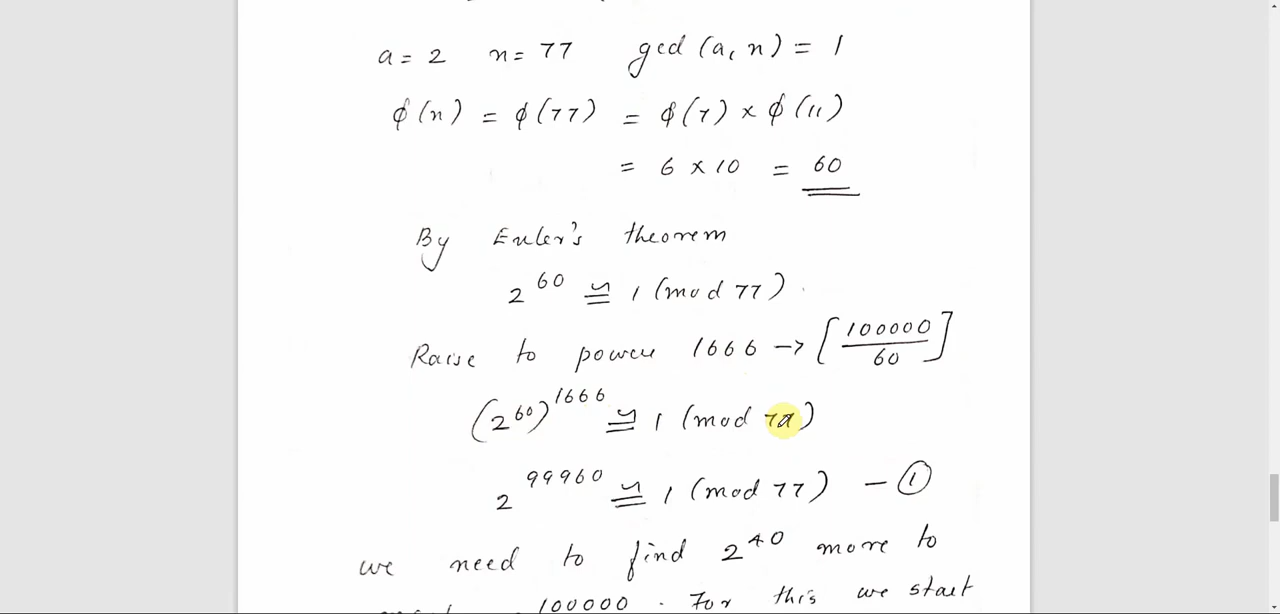 a = 2 n = 77 gcd (a, n) = 1
ϕ(n) = ϕ(77) = ϕ(7) × ϕ(11)
= 6 × 10 = 60
By Euler's theorem
2^60 ≅ 1 (mod 77).
Raise to power 1666 -> [100000/60]
(2^60)^1666 ≅ 1 (mod 77)
2^99960 ≅ 1 (mod 77) - ①
we need to find 2^40 more to
100000. For this we start